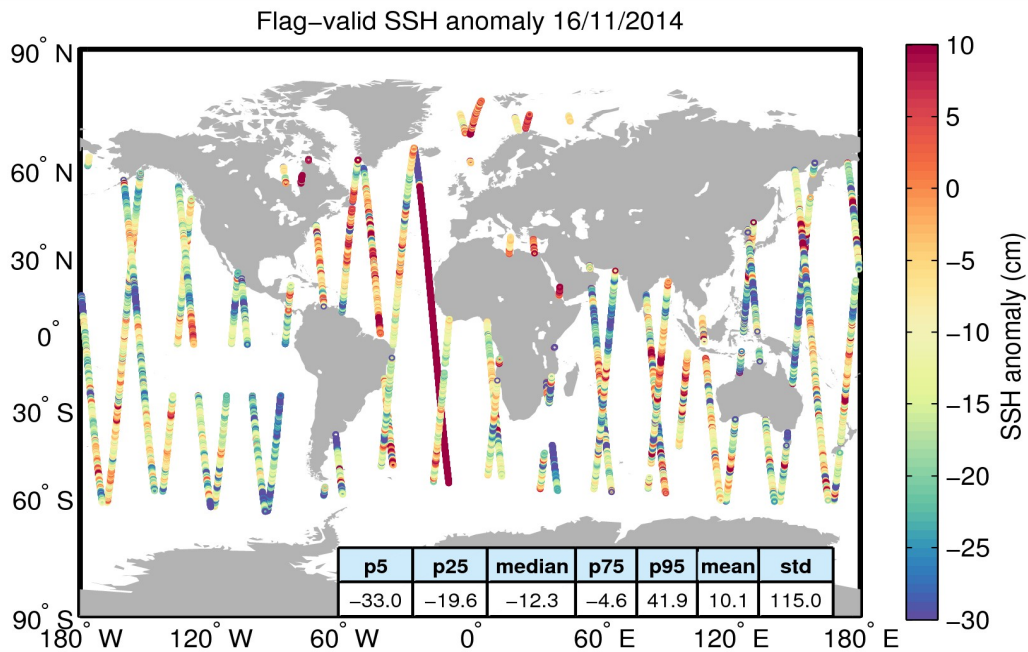 Flag−valid SSH anomaly 16/11/2014
90° N
60° N
30° N
0°
30° S
60° S
90° S
180° W
120° W
60° W
0°
60° E
120° E
180° E
p5 p25 median p75 p95 mean std
−33.0 −19.6 −12.3 −4.6 41.9 10.1 115.0
10
5
0
−5
−10
−15
−20
−25
−30
SSH anomaly (cm)